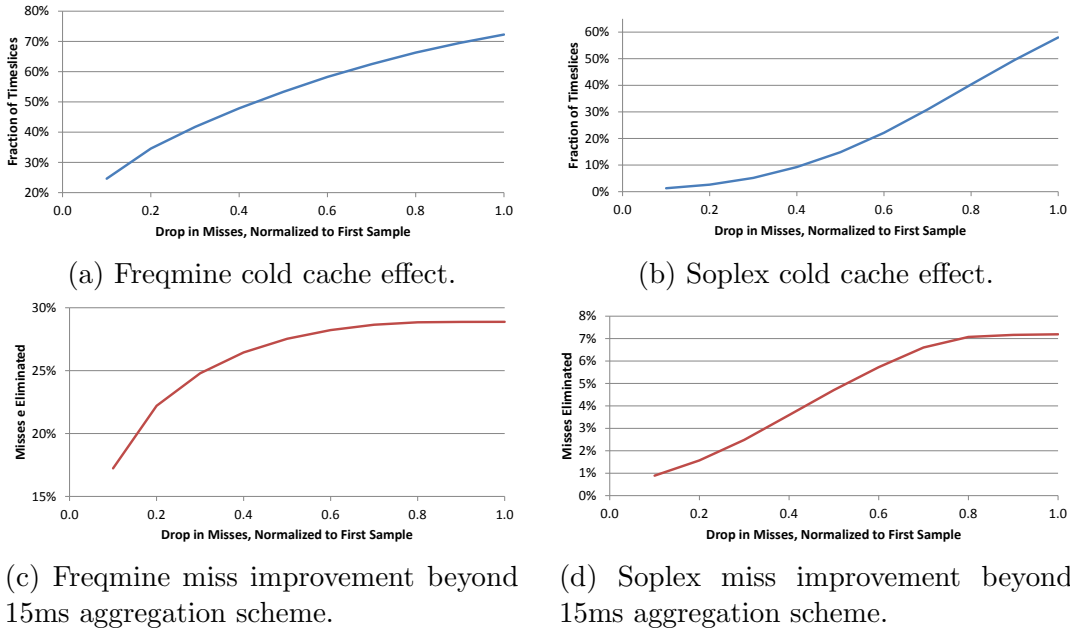 80%
70%
60%
50%
40%
30%
20%
Fraction of Timeslices
0.0 0.2 0.4 0.6 0.8 1.0
Drop in Misses, Normalized to First Sample
(a) Freqmine cold cache effect.
60%
50%
40%
30%
20%
10%
0%
Fraction of Timeslices
0.0 0.2 0.4 0.6 0.8 1.0
Drop in Misses, Normalized to First Sample
(b) Soplex cold cache effect.
30%
25%
20%
15%
Misses e Eliminated
0.0 0.2 0.4 0.6 0.8 1.0
Drop in Misses, Normalized to First Sample
(c) Freqmine miss improvement beyond
15ms aggregation scheme.
8%
7%
6%
5%
4%
3%
2%
1%
0%
Misses Eliminated
0.0 0.2 0.4 0.6 0.8 1.0
Drop in Misses, Normalized to First Sample
(d) Soplex miss improvement beyond
15ms aggregation scheme.